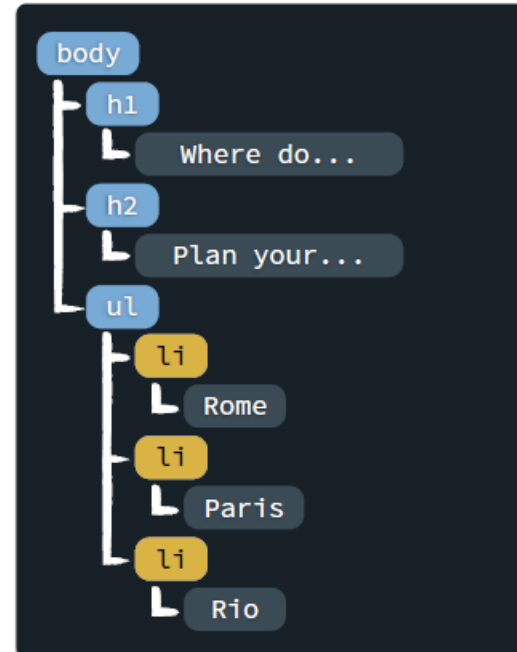 body
h1
Where do...
h2
Plan your...
ul
li
Rome
li
Paris
li
Rio